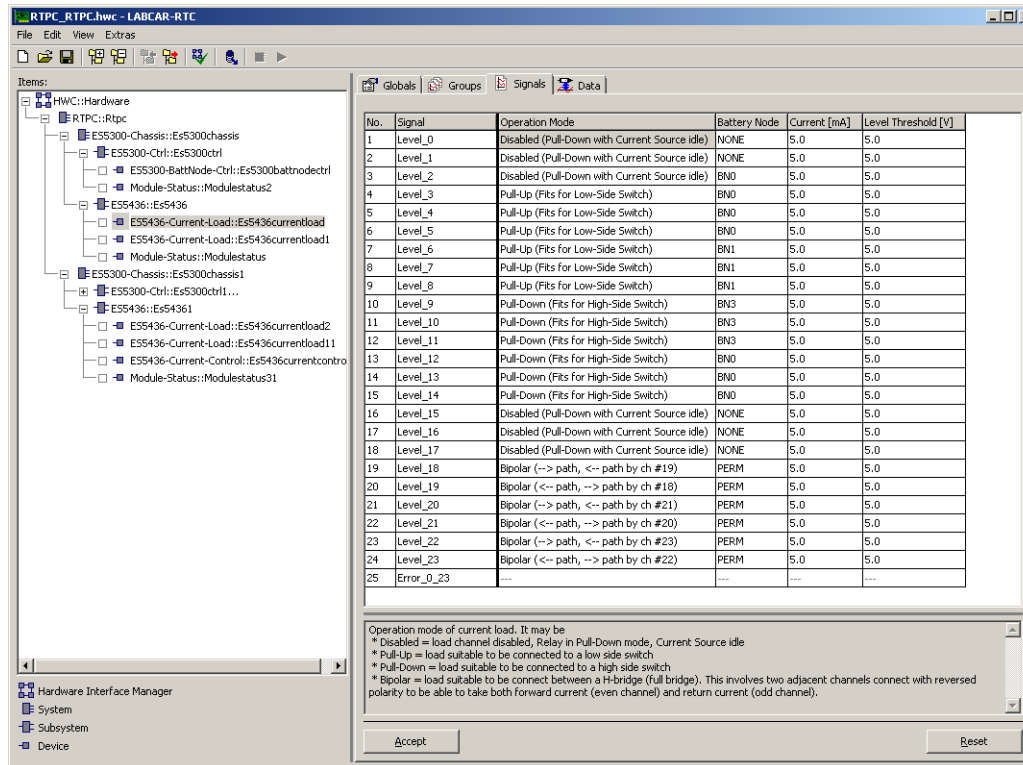 RTPC_RTPC.hwc - LABCAR-RTC
File Edit View Extras
Items:
HWC::Hardware
RTPC::Rtpc
ES5300-Chassis::Es5300chassis
ES5300-Ctrl::Es5300ctrl
ES5300-BattNode-Ctrl::Es5300battnodectrl
Module-Status::Modulestatus2
ES5436::Es5436
ES5436-Current-Load::Es5436currentload
ES5436-Current-Load::Es5436currentload1
Module-Status::Modulestatus
ES5300-Chassis::Es5300chassis1
ES5300-Ctrl::Es5300ctrl1...
ES5436::Es54361
ES5436-Current-Load::Es5436currentload2
ES5436-Current-Load::Es5436currentload11
ES5436-Current-Control::Es5436currentcontro
Module-Status::Modulestatus31
Hardware Interface Manager
System
Subsystem
Device
Globals Groups Signals Data
No. Signal Operation Mode Battery Node Current [mA] Level Threshold [V]
1 Level_0 Disabled (Pull-Down with Current Source idle) NONE 5.0 5.0
2 Level_1 Disabled (Pull-Down with Current Source idle) NONE 5.0 5.0
3 Level_2 Disabled (Pull-Down with Current Source idle) BN0 5.0 5.0
4 Level_3 Pull-Up (Fits for Low-Side Switch) BN0 5.0 5.0
5 Level_4 Pull-Up (Fits for Low-Side Switch) BN0 5.0 5.0
6 Level_5 Pull-Up (Fits for Low-Side Switch) BN0 5.0 5.0
7 Level_6 Pull-Up (Fits for Low-Side Switch) BN1 5.0 5.0
8 Level_7 Pull-Up (Fits for Low-Side Switch) BN1 5.0 5.0
9 Level_8 Pull-Up (Fits for Low-Side Switch) BN1 5.0 5.0
10 Level_9 Pull-Down (Fits for High-Side Switch) BN3 5.0 5.0
11 Level_10 Pull-Down (Fits for High-Side Switch) BN3 5.0 5.0
12 Level_11 Pull-Down (Fits for High-Side Switch) BN3 5.0 5.0
13 Level_12 Pull-Down (Fits for High-Side Switch) BN0 5.0 5.0
14 Level_13 Pull-Down (Fits for High-Side Switch) BN0 5.0 5.0
15 Level_14 Pull-Down (Fits for High-Side Switch) BN0 5.0 5.0
16 Level_15 Disabled (Pull-Down with Current Source idle) NONE 5.0 5.0
17 Level_16 Disabled (Pull-Down with Current Source idle) NONE 5.0 5.0
18 Level_17 Disabled (Pull-Down with Current Source idle) NONE 5.0 5.0
19 Level_18 Bipolar (--> path, <-- path by ch #19) PERM 5.0 5.0
20 Level_19 Bipolar (<-- path, --> path by ch #18) PERM 5.0 5.0
21 Level_20 Bipolar (--> path, <-- path by ch #21) PERM 5.0 5.0
22 Level_21 Bipolar (<-- path, --> path by ch #20) PERM 5.0 5.0
23 Level_22 Bipolar (--> path, <-- path by ch #23) PERM 5.0 5.0
24 Level_23 Bipolar (<-- path, --> path by ch #22) PERM 5.0 5.0
25 Error_0_23 --- --- --- ---
Operation mode of current load. It may be
* Disabled = load channel disabled, Relay in Pull-Down mode, Current Source idle
* Pull-Up = load suitable to be connected to a low side switch
* Pull-Down = load suitable to be connected to a high side switch
* Bipolar = load suitable to be connect between a H-bridge (full bridge). This involves two adjacent channels connect with reversed
polarity to be able to take both forward current (even channel) and return current (odd channel).
Accept Reset